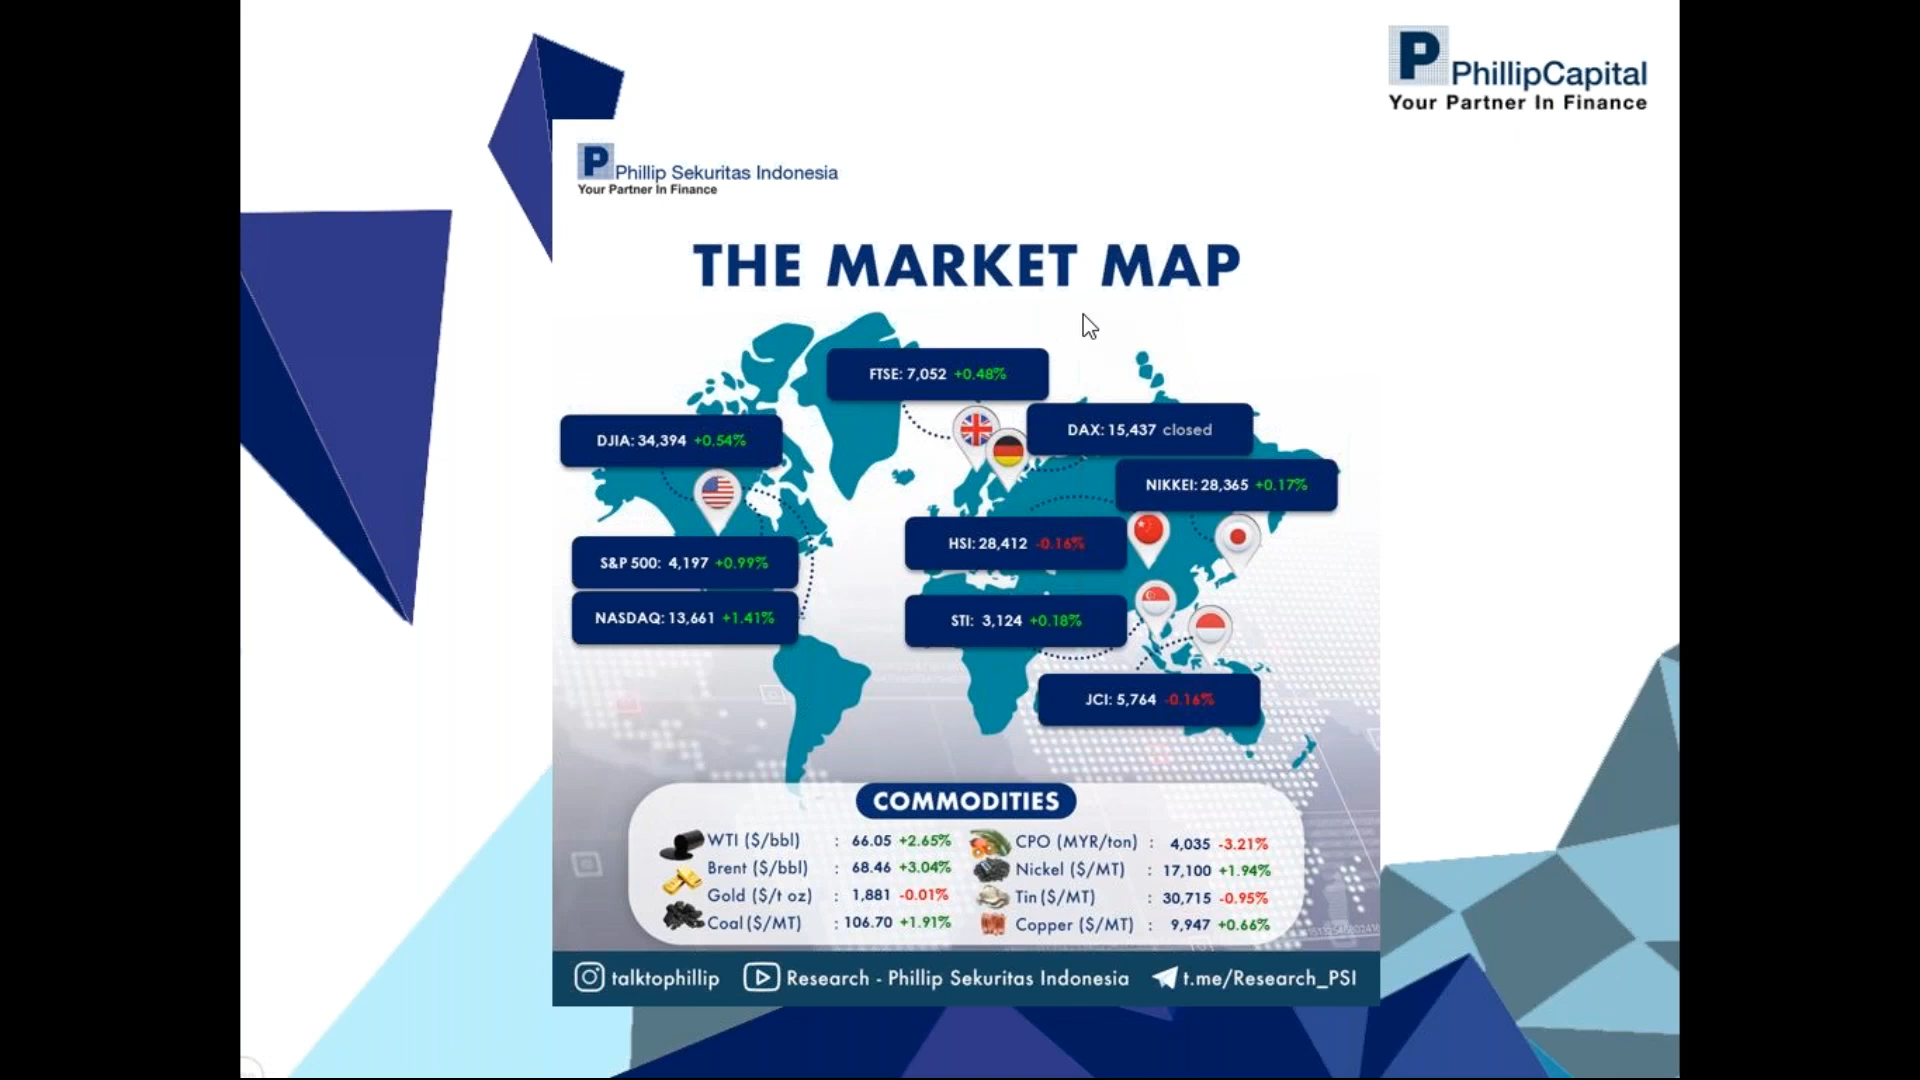 P PhillipCapital
Your Partner In Finance
P Phillip Sekuritas Indonesia
Your Partner In Finance
THE MARKET MAP
FTSE: 7,052 +0.48%
DJIA: 34,394 +0.54%
DAX: 15,437 closed
NIKKEI: 28,365 +0.17%
HSI: 28,412 -0.16%
S&P 500: 4,197 +0.99%
NASDAQ: 13,661 +1.41%
STI: 3,124 +0.18%
JCI: 5,764 -0.16%
COMMODITIES
WTI ($/bbl) : 66.05 +2.65%
Brent ($/bbl) : 68.46 +3.04%
Gold ($/t oz) : 1,881 -0.01%
Coal ($/MT) : 106.70 +1.91%
CPO (MYR/ton) : 4,035 -3.21%
Nickel ($/MT) : 17,100 +1.94%
Tin ($/MT) : 30,715 -0.95%
Copper ($/MT) : 9,947 +0.66%
talktophillip Research - Phillip Sekuritas Indonesia t.me/Research_PSI